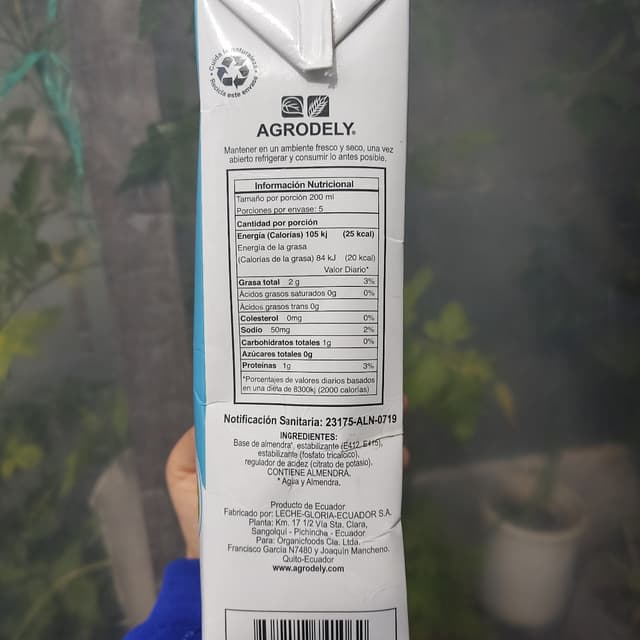 Cuida la naturaleza
Recicla este envase
AGRODELY®
Mantener en un ambiente fresco y seco, una vez
abierto refrigerar y consumir lo antes posible.
Información Nutricional
Tamaño por porción 200 ml
Porciones por envase: 5
Cantidad por porción
Energía (Calorías) 105 kj (25 kcal)
Energía de la grasa
(Calorías de la grasa) 84 kJ (20 kcal)
Valor Diario*
Grasa total 2 g 3%
Ácidos grasos saturados 0g 0%
Ácidos grasos trans 0g
Colesterol 0mg 0%
Sodio 50mg 2%
Carbohidratos totales 1g 0%
Azúcares totales 0g
Proteínas 1g 3%
*Porcentajes de valores diarios basados
en una dieta de 8300kj (2000 calorías)
Notificación Sanitaria: 23175-ALN-0719
INGREDIENTES:
Base de almendra*, estabilizante (E412, E415),
estabilizante (fosfato tricálcico),
regulador de acidez (citrato de potasio).
CONTIENE ALMENDRA.
* Agua y Almendra.
Producto de Ecuador
Fabricado por: LECHE-GLORIA-ECUADOR S.A.
Planta: Km. 17 1/2 Vía Sta. Clara,
Sangolquí - Pichincha - Ecuador
Para: Organicfoods Cía. Ltda.
Francisco García N7480 y Joaquín Mancheno.
Quito-Ecuador
www.agrodely.com